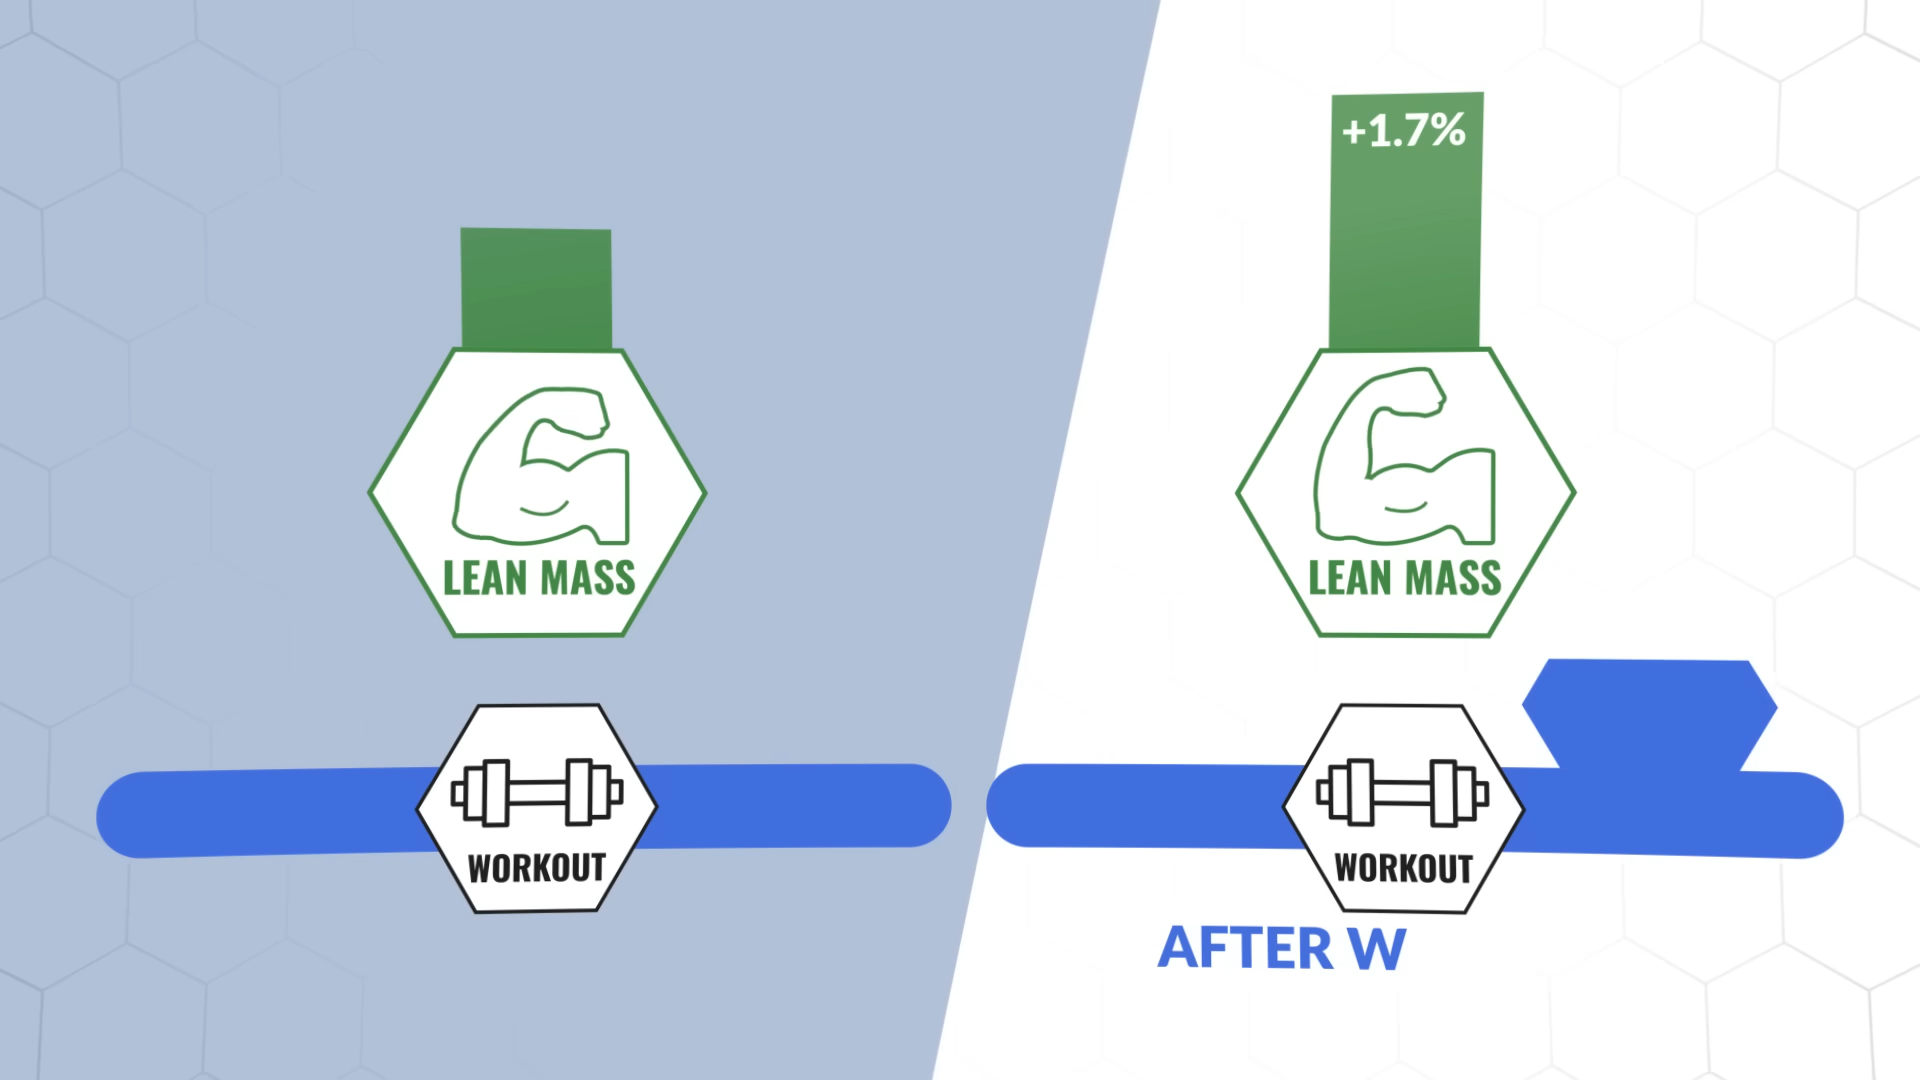 LEAN MASS
WORKOUT
+1.7%
LEAN MASS
WORKOUT
AFTER W